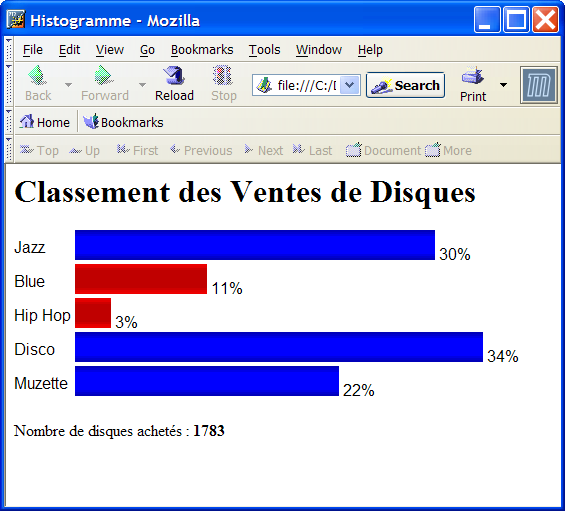 Histogramme - Mozilla
File Edit View Go Bookmarks Tools Window Help
Back Forward Reload Stop file:///C:/ Search Print
Home Bookmarks
Top Up First Previous Next Last Document More
Classement des Ventes de Disques
Jazz 30%
Blue 11%
Hip Hop 3%
Disco 34%
Muzette 22%
Nombre de disques achetés : 1783